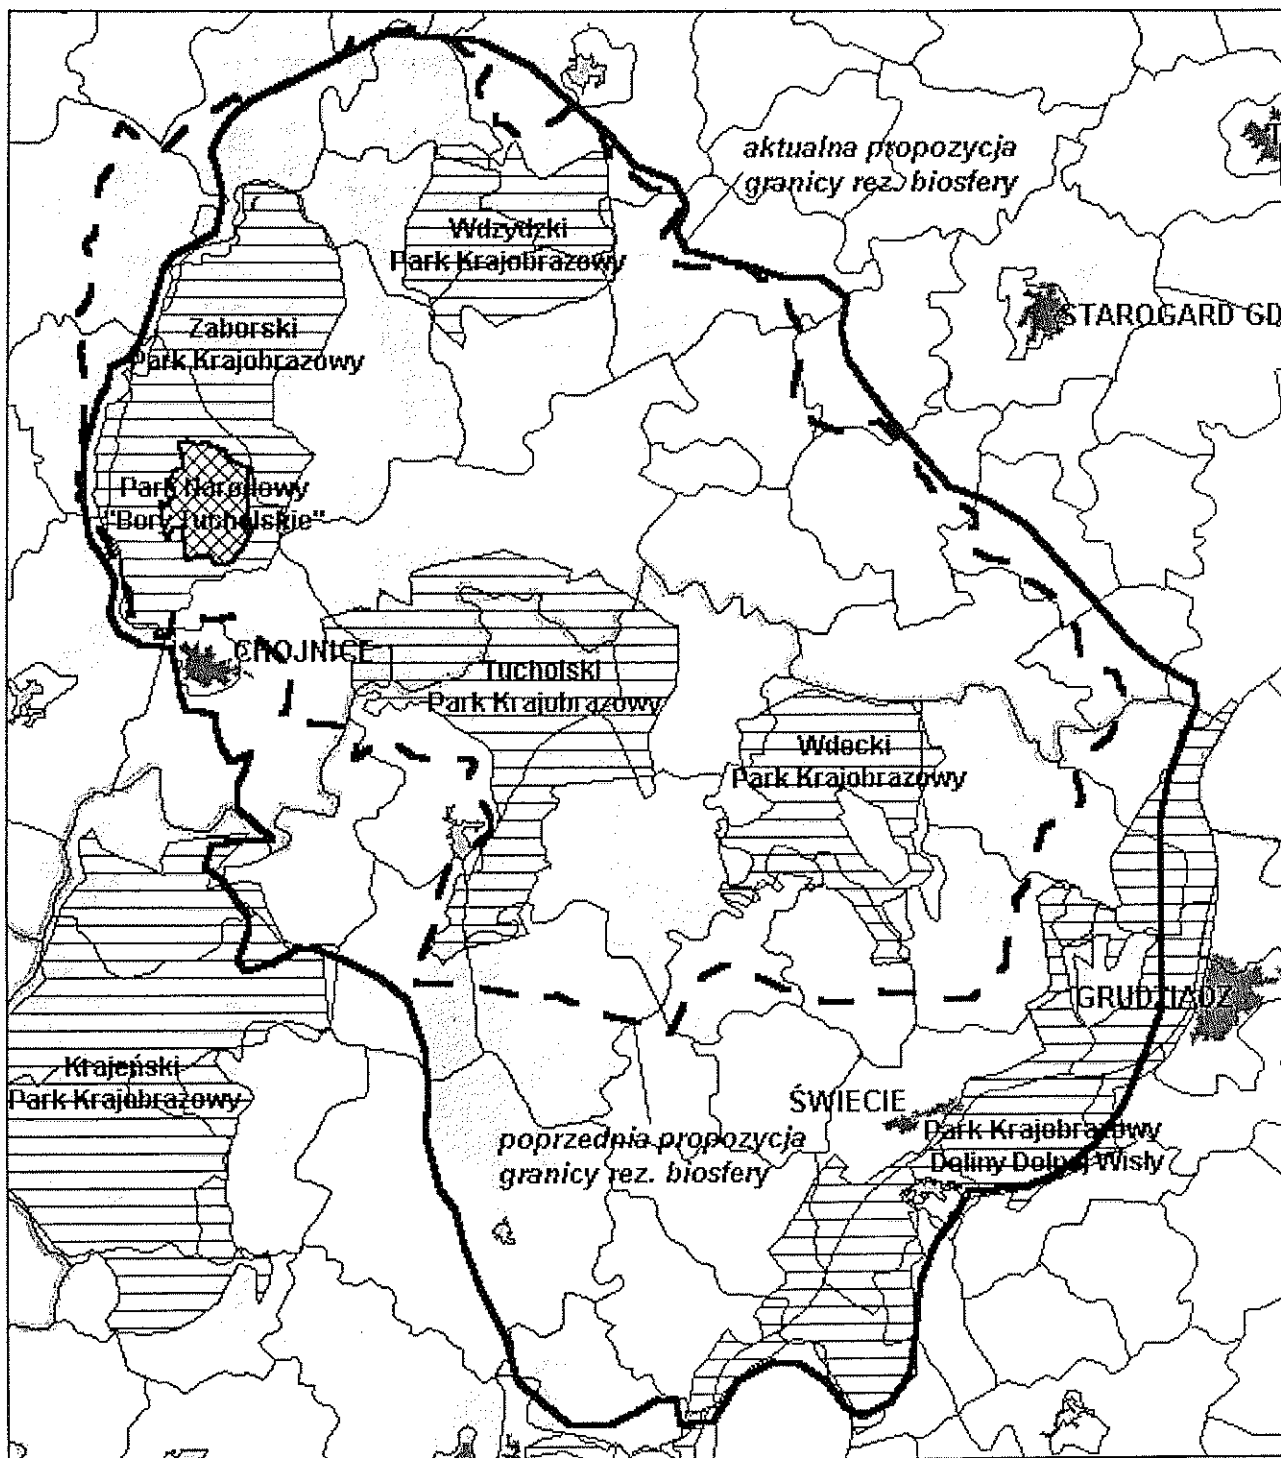 aktualna propozycja
granicy rez. biosfery
Wdzydzki
Park Krajobrazowy
STAROGARD GD
Zaborski
Park Krajobrazowy
Park Narodowy
"Bory Tucholskie"
CHOJNICE
Tucholski
Park Krajobrazowy
Wdecki
Park Krajobrazowy
GRUDZIADZ
Krajeński
Park Krajobrazowy
ŚWIECIE
Park Krajobrazowy
Doliny Dolnej Wisły
poprzednia propozycja
granicy rez. biosfery